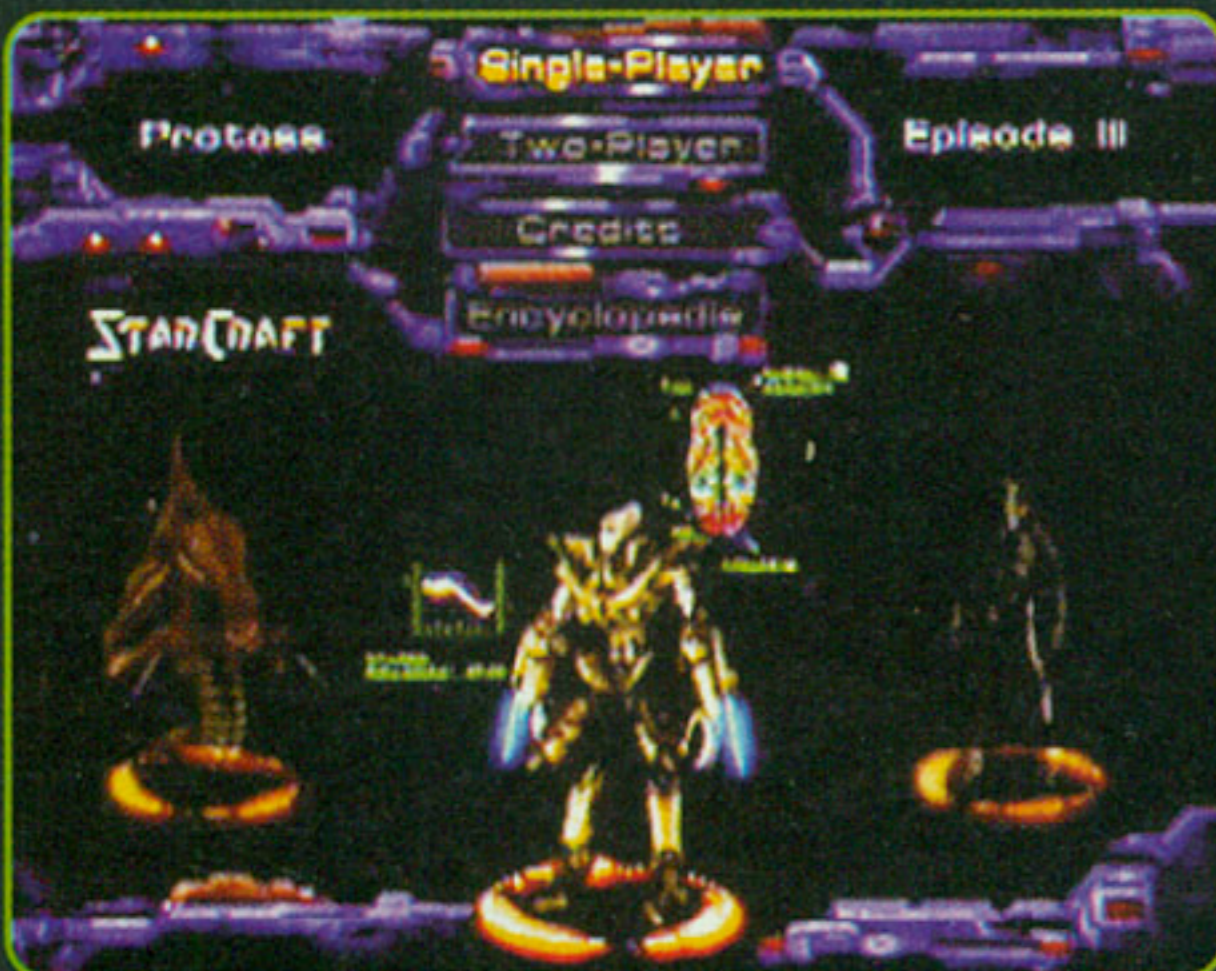 Single-Player
Protoss
Two-Player
Episode III
Credits
StarCraft
Encyclopedia